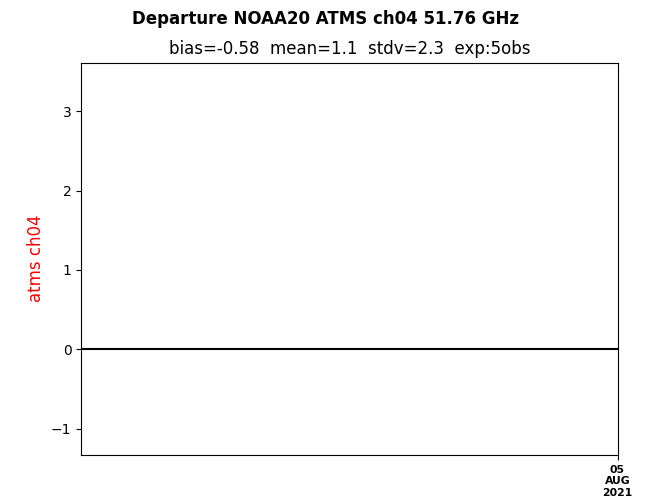 Departure NOAA20 ATMS ch04 51.76 GHz
bias=-0.58 mean=1.1 stdv=2.3 exp:5obs
3
2
1
0
−1
atms ch04
05
AUG
2021